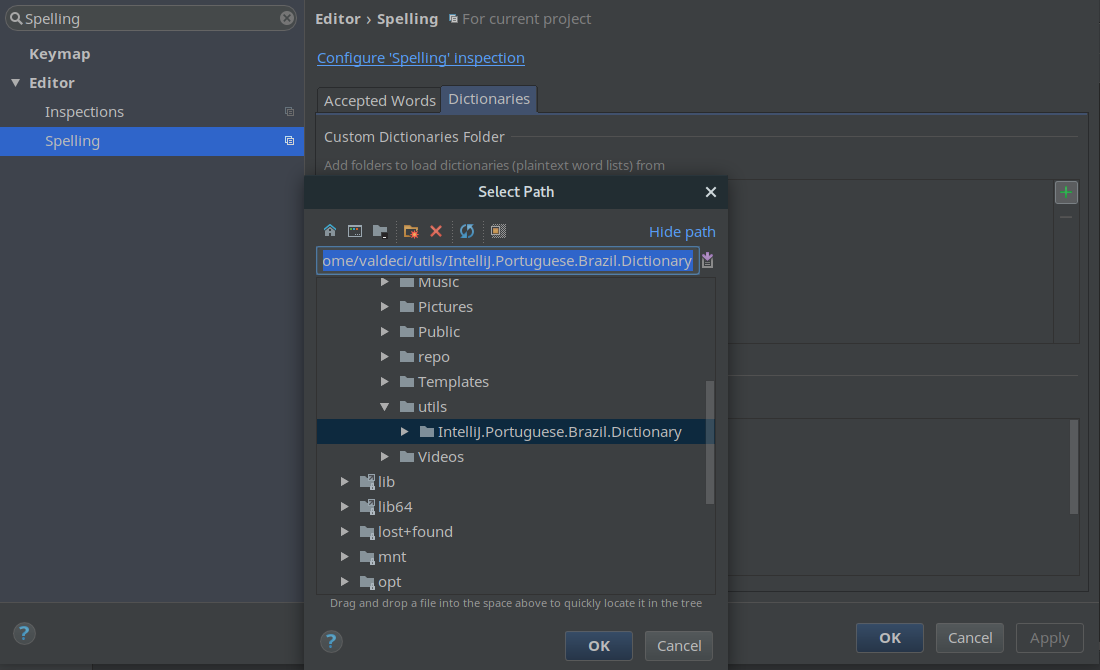 Spelling
Keymap
Editor
Inspections
Spelling
Editor › Spelling For current project
Configure 'Spelling' inspection
Accepted Words Dictionaries
Custom Dictionaries Folder
Add folders to load dictionaries (plaintext word lists) from
Select Path
Hide path
ome/valdeci/utils/IntelliJ.Portuguese.Brazil.Dictionary
Music
Pictures
Public
repo
Templates
utils
IntelliJ.Portuguese.Brazil.Dictionary
Videos
lib
lib64
lost+found
mnt
opt
Drag and drop a file into the space above to quickly locate it in the tree
? OK Cancel
? OK Cancel Apply